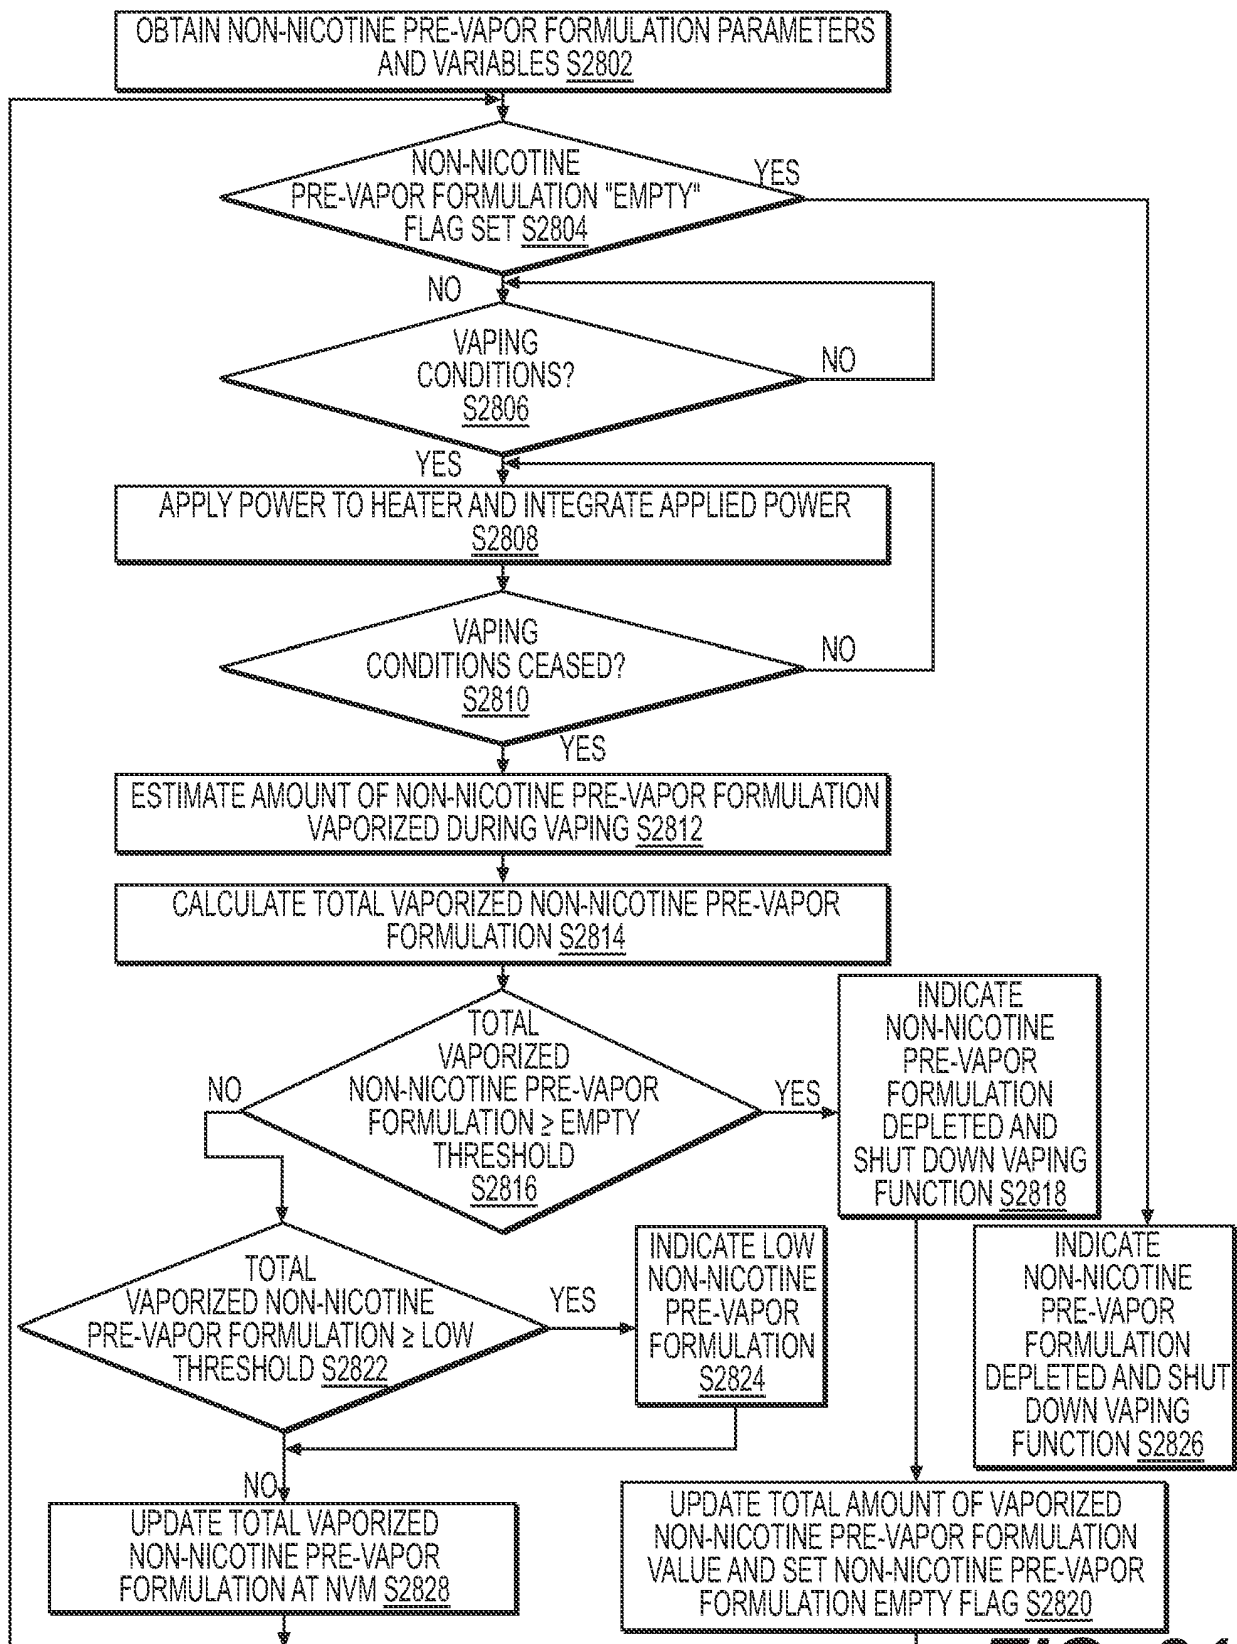 OBTAIN NON-NICOTINE PRE-VAPOR FORMULATION PARAMETERS
AND VARIABLES S2802
NON-NICOTINE
PRE-VAPOR FORMULATION "EMPTY"
FLAG SET S2804
YES
NO
VAPING
CONDITIONS?
S2806
NO
YES
APPLY POWER TO HEATER AND INTEGRATE APPLIED POWER
S2808
VAPING
CONDITIONS CEASED?
S2810
NO
YES
ESTIMATE AMOUNT OF NON-NICOTINE PRE-VAPOR FORMULATION
VAPORIZED DURING VAPING S2812
CALCULATE TOTAL VAPORIZED NON-NICOTINE PRE-VAPOR
FORMULATION S2814
TOTAL
VAPORIZED
NON-NICOTINE PRE-VAPOR
FORMULATION ≥ EMPTY
THRESHOLD
S2816
NO
YES
INDICATE
NON-NICOTINE
PRE-VAPOR
FORMULATION
DEPLETED AND
SHUT DOWN VAPING
FUNCTION S2818
TOTAL
VAPORIZED NON-NICOTINE
PRE-VAPOR FORMULATION ≥ LOW
THRESHOLD S2822
YES
INDICATE LOW
NON-NICOTINE
PRE-VAPOR
FORMULATION
S2824
INDICATE
NON-NICOTINE
PRE-VAPOR
FORMULATION
DEPLETED AND SHUT
DOWN VAPING
FUNCTION S2826
NO
UPDATE TOTAL VAPORIZED
NON-NICOTINE PRE-VAPOR
FORMULATION AT NVM S2828
UPDATE TOTAL AMOUNT OF VAPORIZED
NON-NICOTINE PRE-VAPOR FORMULATION
VALUE AND SET NON-NICOTINE PRE-VAPOR
FORMULATION EMPTY FLAG S2820